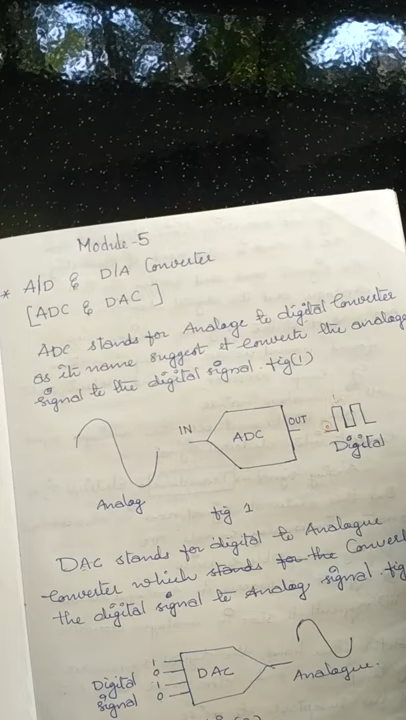 Module-5
* A/D & D/A Converter
[ADC & DAC]
ADC stands for Analoge to digital Converter
as its name suggest it converts the analoge
signal to the digital signal. fig(1)
IN ADC OUT
Analog Digital
fig 1
DAC stands for digital to Analogue
Converter which stands for the Convert
the digital signal to Analog signal. fig
Digital signal
1
0
1
0
DAC
Analogue.